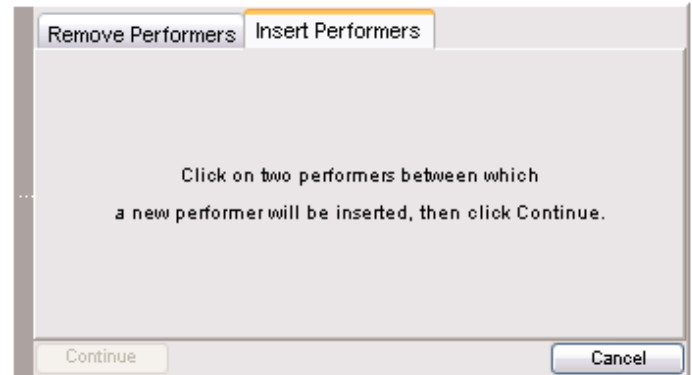 Remove Performers Insert Performers
Click on two performers between which
a new performer will be inserted, then click Continue.
Continue Cancel